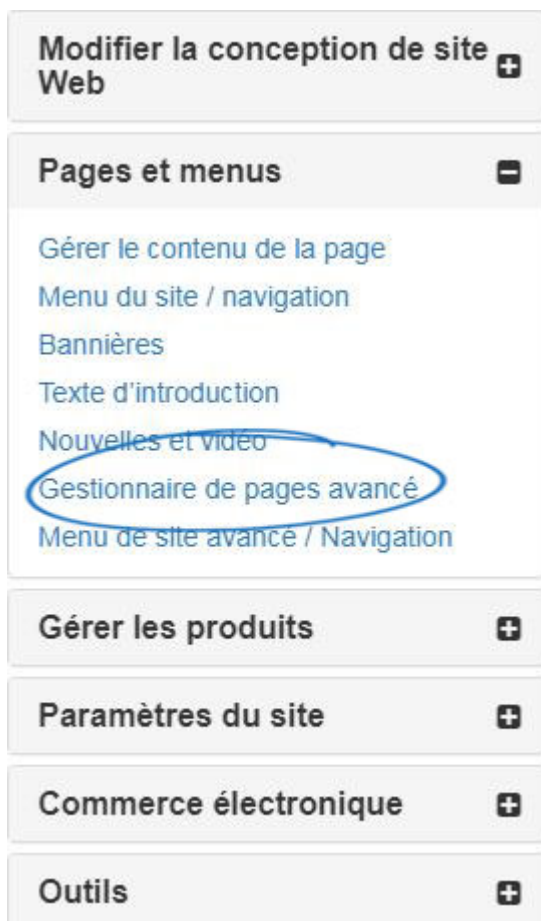 Modifier la conception de site
Web
Pages et menus
Gérer le contenu de la page
Menu du site / navigation
Bannières
Texte d'introduction
Nouvelles et vidéo
Gestionnaire de pages avancé
Menu de site avancé / Navigation
Gérer les produits
Paramètres du site
Commerce électronique
Outils